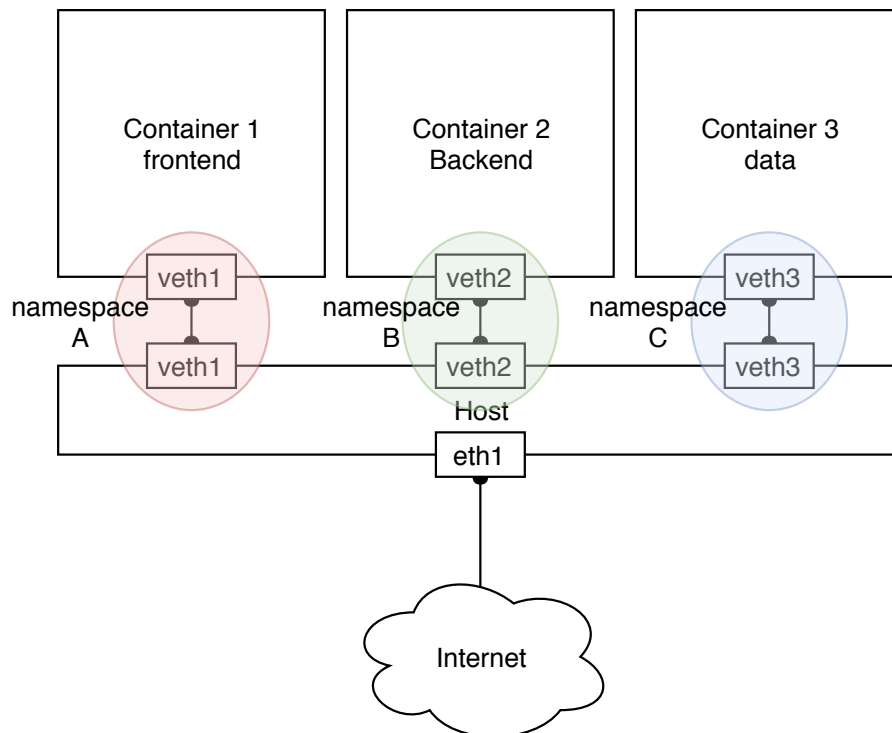 Container 1
frontend
Container 2
Backend
Container 3
data
veth1
veth2
veth3
namespace
A
namespace
B
namespace
C
veth1
veth2
veth3
Host
eth1
Internet